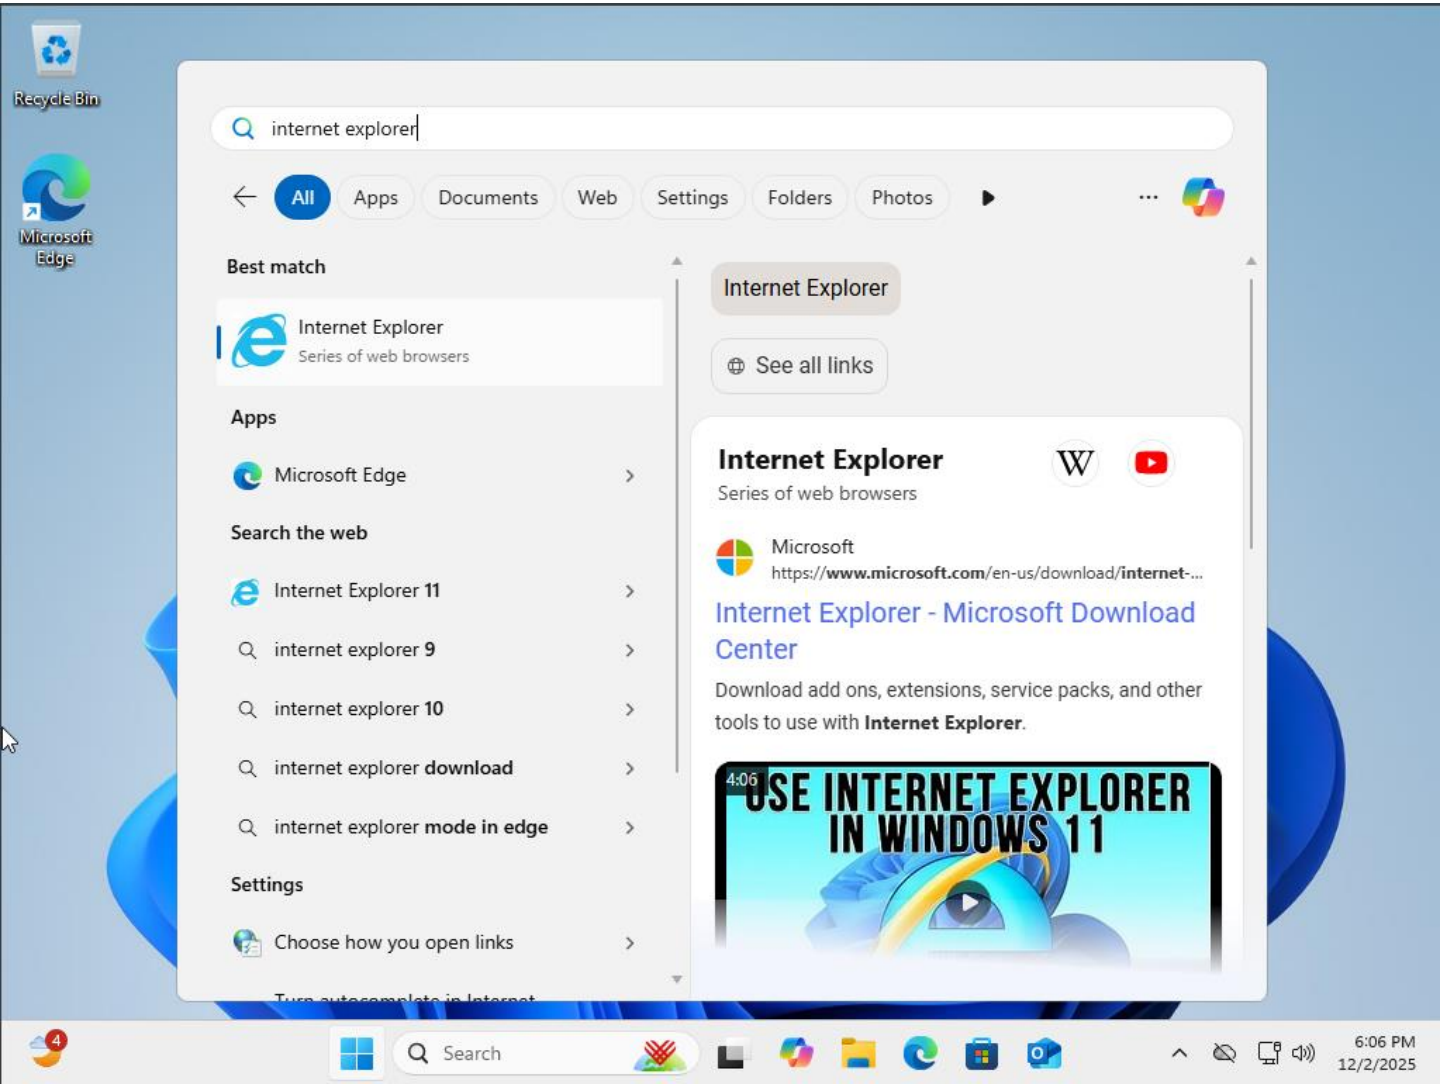 Recycle Bin
Microsoft
Edge
internet explorer
All
Apps
Documents
Web
Settings
Folders
Photos
Best match
Internet Explorer
Series of web browsers
Apps
Microsoft Edge
Search the web
Internet Explorer 11
internet explorer 9
internet explorer 10
internet explorer download
internet explorer mode in edge
Settings
Choose how you open links
Turn autocomplete in Internet
Internet Explorer
See all links
Internet Explorer
Series of web browsers
W
Microsoft
https://www.microsoft.com/en-us/download/internet-...
Internet Explorer - Microsoft Download
Center
Download add ons, extensions, service packs, and other
tools to use with Internet Explorer.
4:06
USE INTERNET EXPLORER
IN WINDOWS 11
4
Search
6:06 PM
12/2/2025